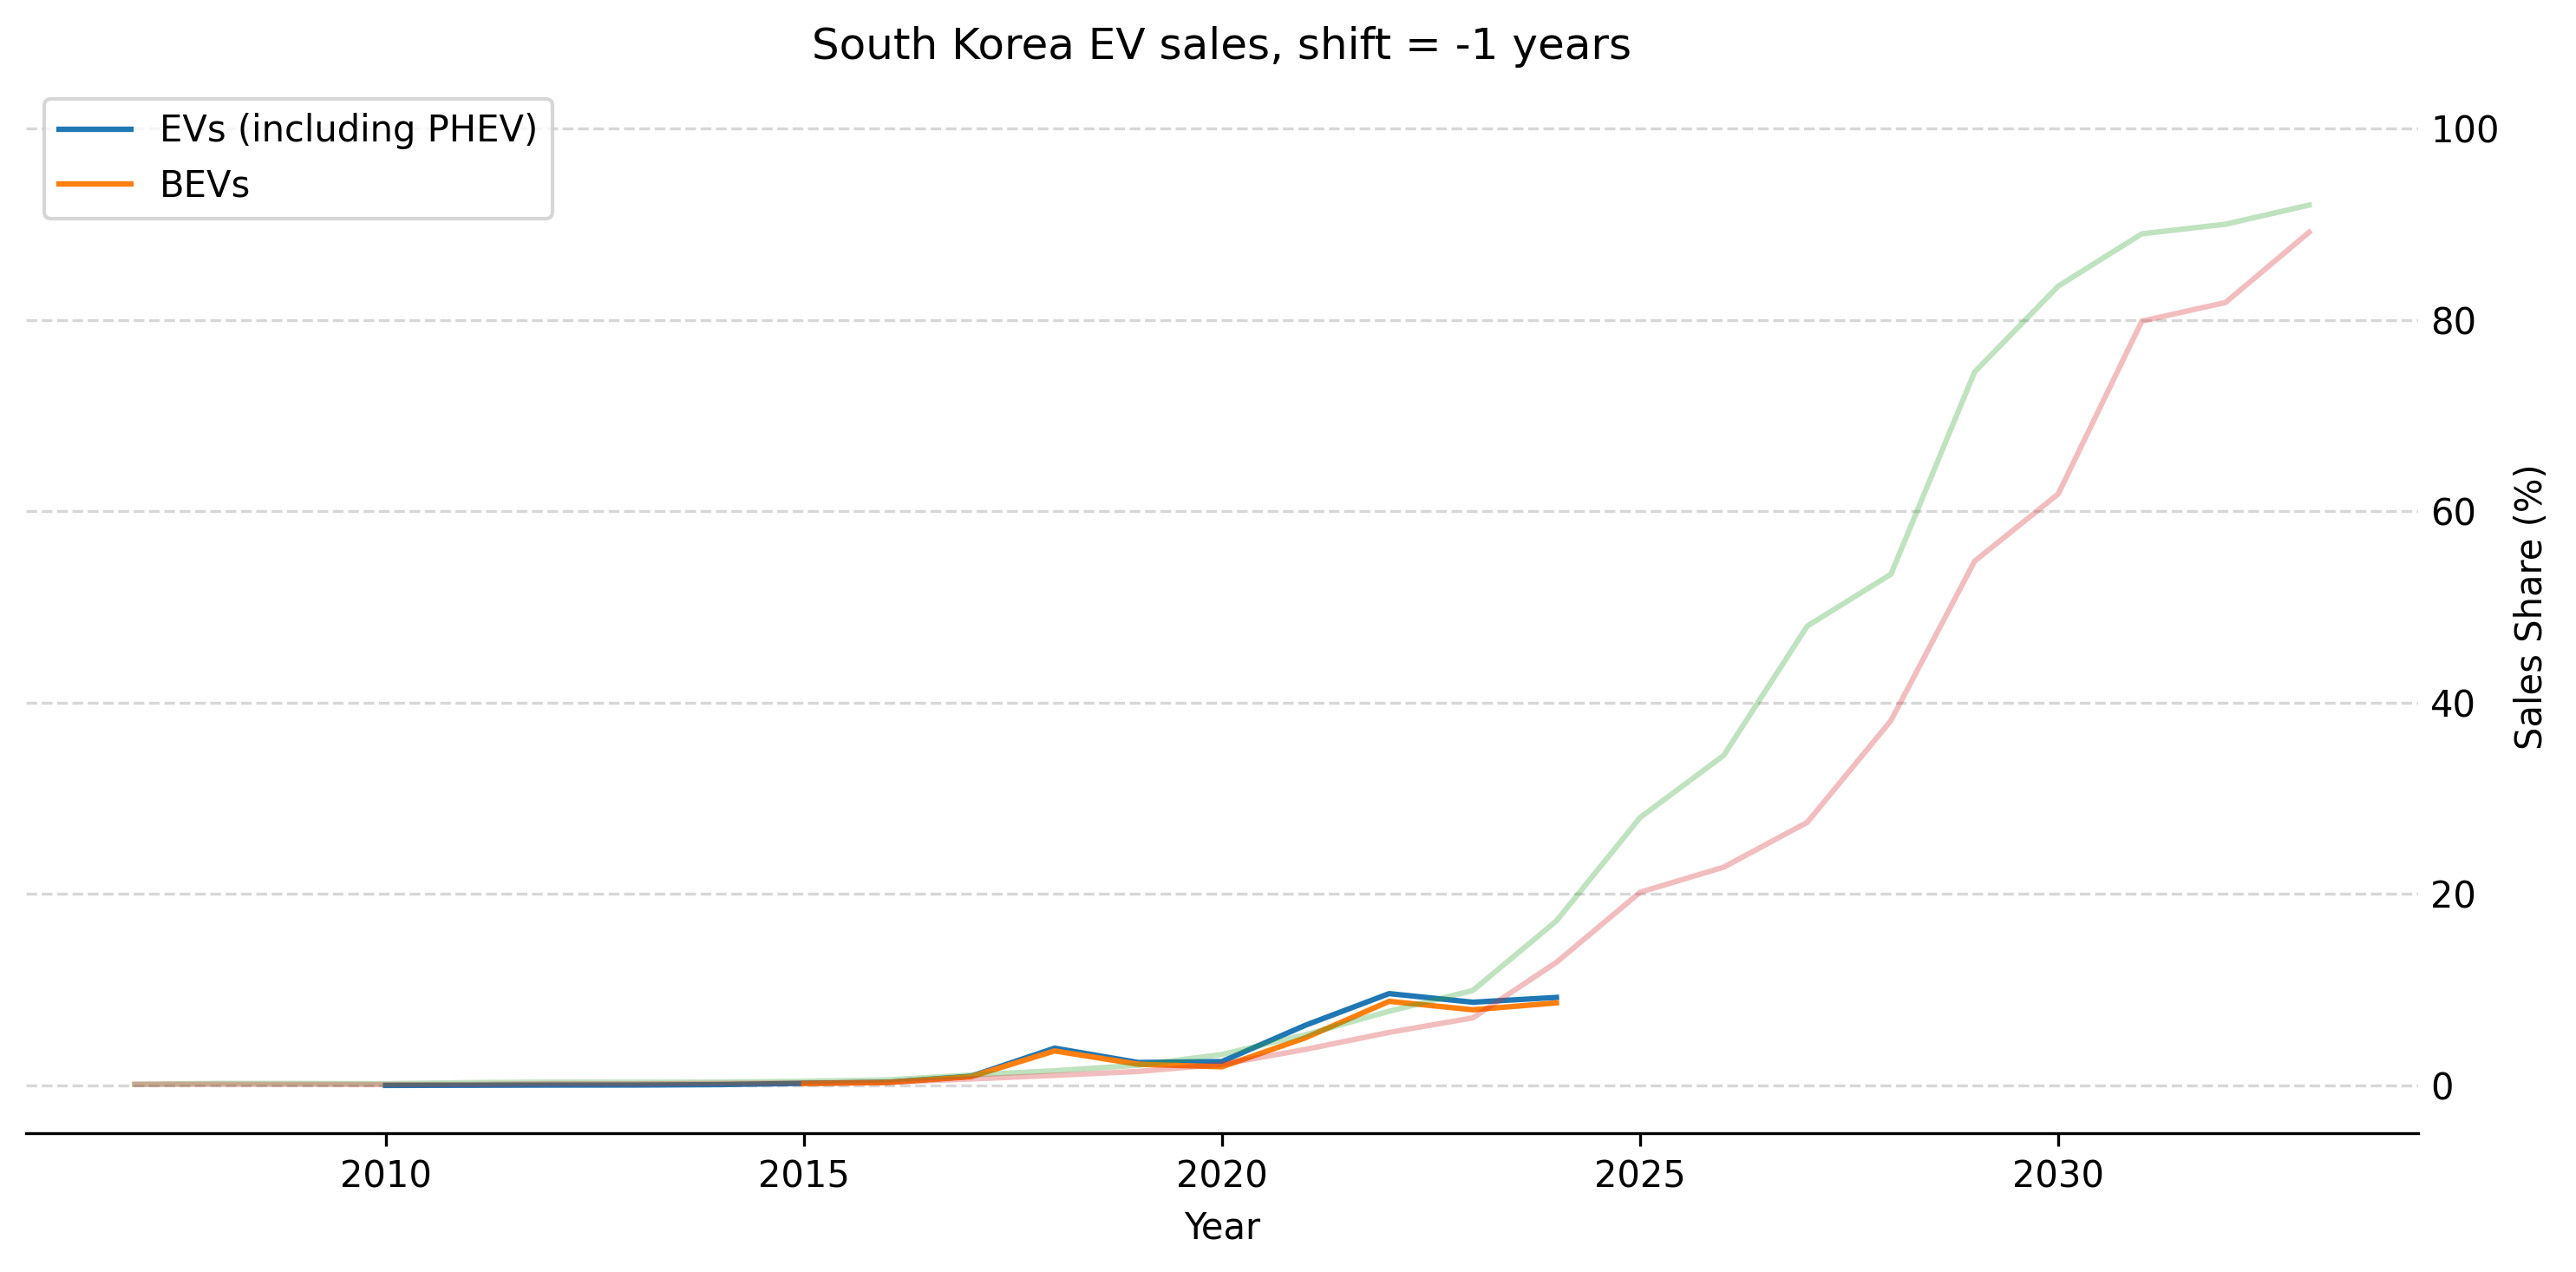 South Korea EV sales, shift = -1 years
EVs (including PHEV)
BEVs
100
80
60
40
20
0
Sales Share (%)
2010
2015
2020
2025
2030
Year